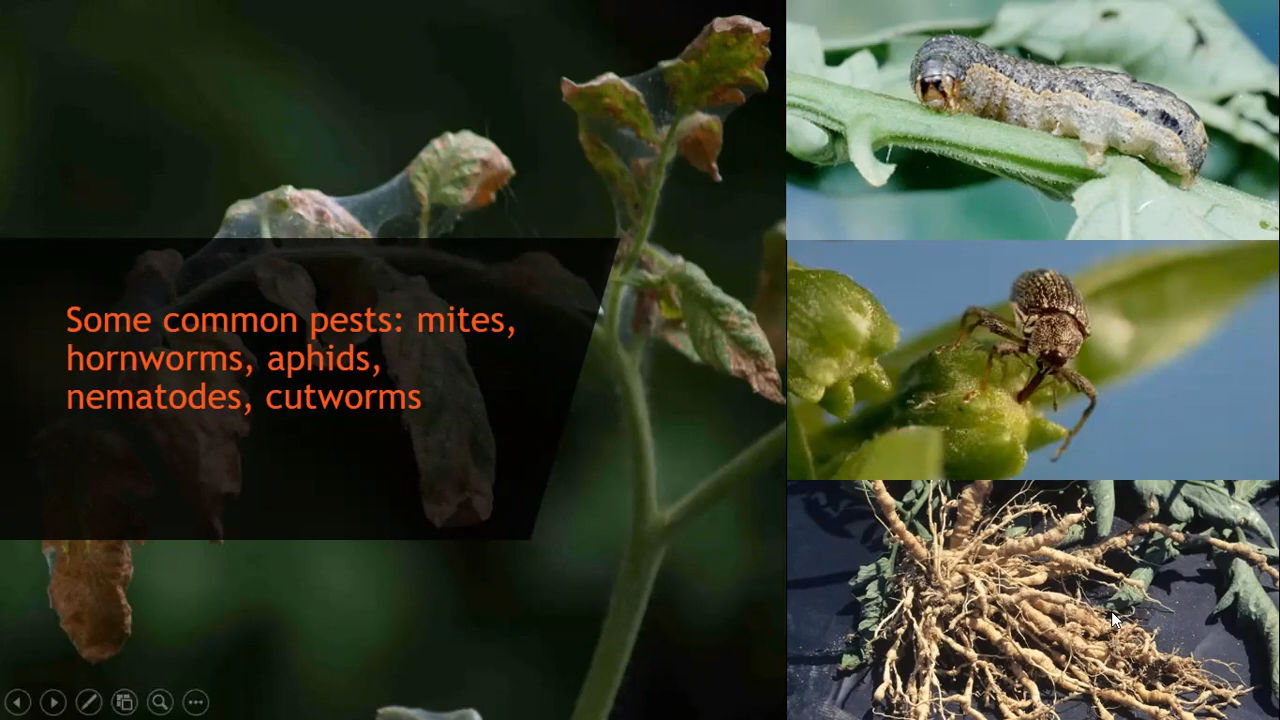 Some common pests: mites,
hornworms, aphids,
nematodes, cutworms